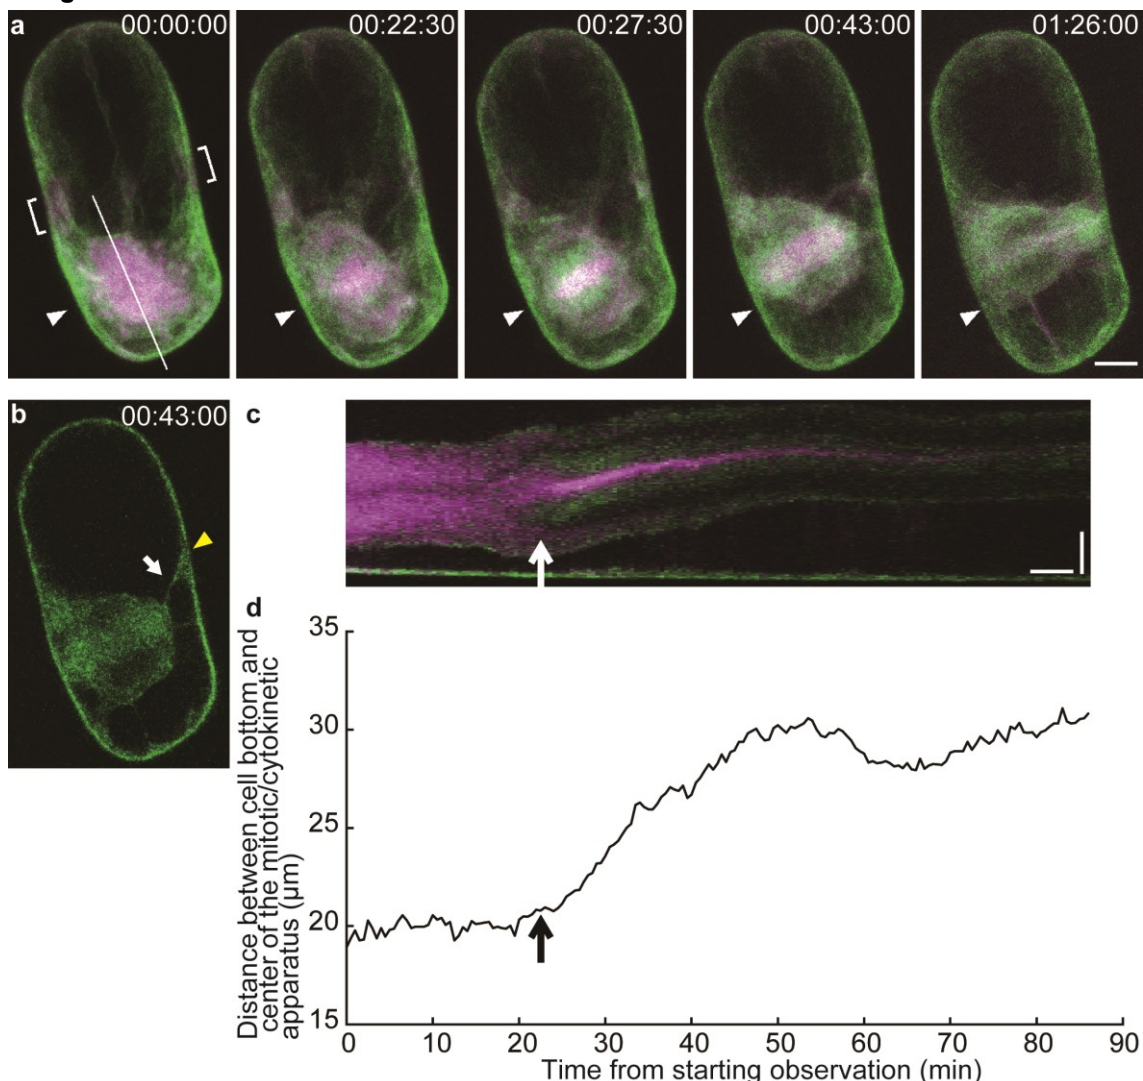 a
00:00:00
00:22:30
00:27:30
00:43:00
01:26:00
b
00:43:00
c
d
Distance between cell bottom and
center of the mitotic/cytokinetic
apparatus (μm)
35
30
25
20
15
0 10 20 30 40 50 60 70 80 90
Time from starting observation (min)